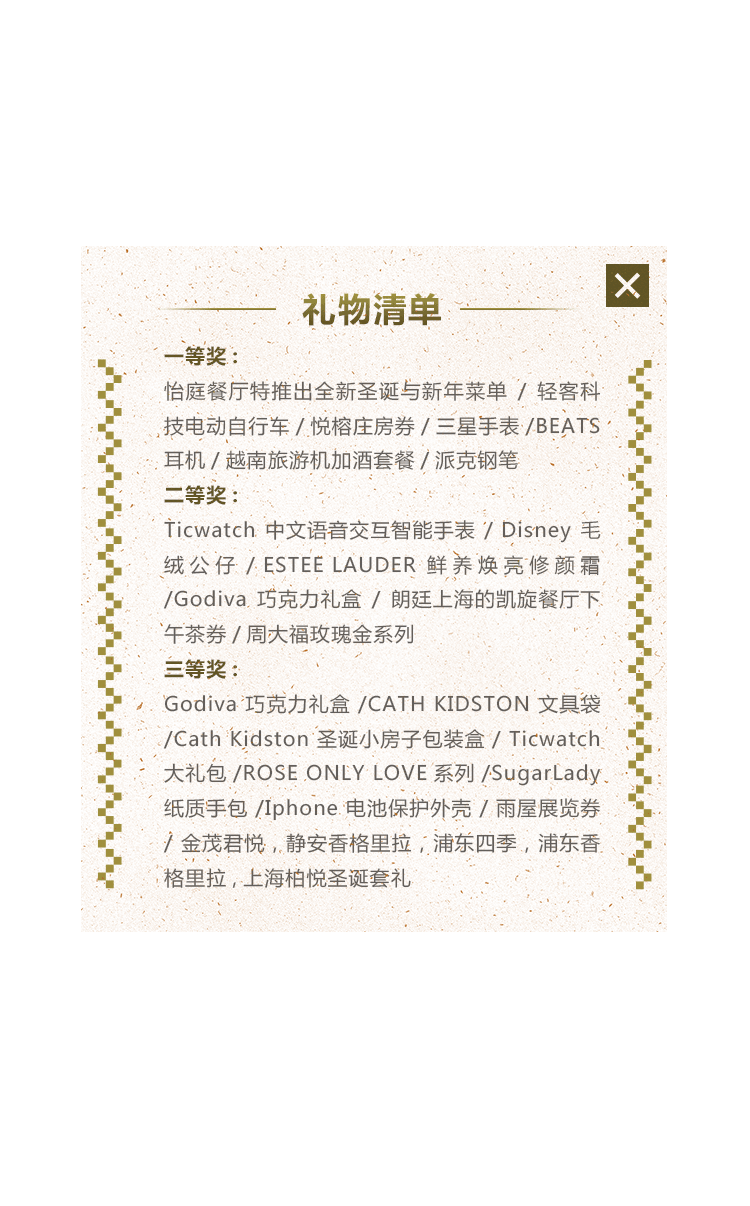 礼物清单
一等奖：
怡庭餐厅特推出全新圣诞与新年菜单 / 轻客科
技电动自行车 / 悦榕庄房券 / 三星手表 /BEATS
耳机 / 越南旅游机加酒套餐 / 派克钢笔
二等奖：
Ticwatch 中文语音交互智能手表 / Disney 毛
绒公仔 / ESTEE LAUDER 鲜养焕亮修颜霜
/Godiva 巧克力礼盒 / 朗廷上海的凯旋餐厅下
午茶券 / 周大福玫瑰金系列
三等奖：
Godiva 巧克力礼盒 /CATH KIDSTON 文具袋
/Cath Kidston 圣诞小房子包装盒 / Ticwatch
大礼包 /ROSE ONLY LOVE 系列 /SugarLady
纸质手包 /Iphone 电池保护外壳 / 雨屋展览券
/ 金茂君悦，静安香格里拉，浦东四季，浦东香
格里拉，上海柏悦圣诞套礼